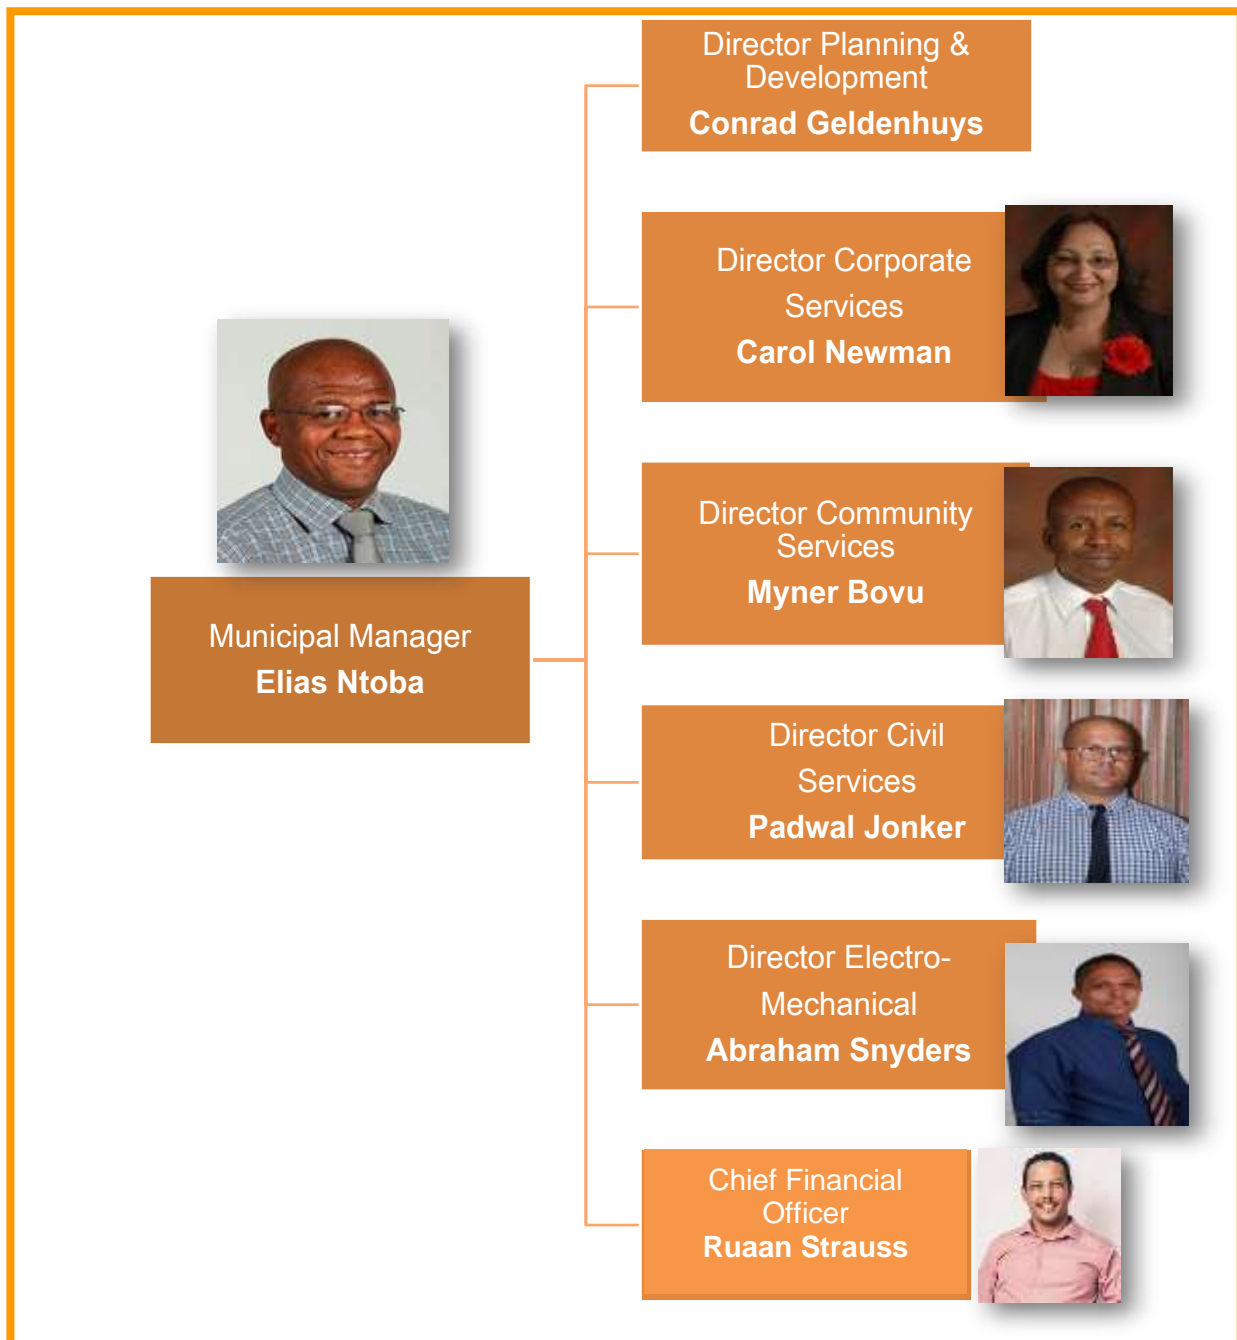 Director Planning &
Development
Conrad Geldenhuys
Director Corporate
Services
Carol Newman
Director Community
Services
Myner Bovu
Municipal Manager
Elias Ntoba
Director Civil
Services
Padwal Jonker
Director Electro-
Mechanical
Abraham Snyders
Chief Financial
Officer
Ruaan Strauss